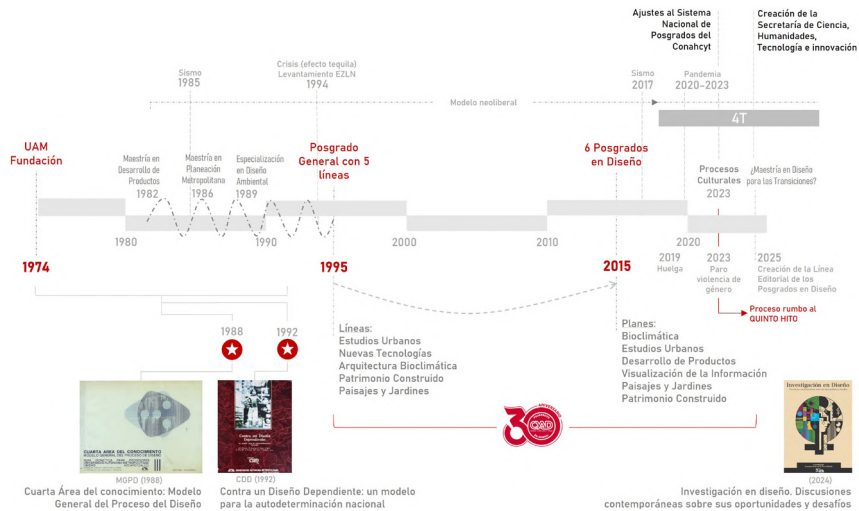 Ajustes al Sistema
Nacional de
Posgrados del
Conahcyt
Creación de la
Secretaría de Ciencia,
Humanidades,
Tecnología e innovación
Sismo
1985
Crisis (efecto tequila)
Levantamiento EZLN
1994
Sismo
2017
Pandemia
2020-2023
Modelo neoliberal
4T
UAM
Fundación
Maestría en
Desarrollo de
Productos
1982
Maestría en
Planeación
Metropolitana
1986
Especialización
en Diseño
Ambiental
1989
Posgrado
General con 5
líneas
6 Posgrados
en Diseño
Procesos
Culturales
2023
¿Maestría en Diseño
para las Transiciones?
1980
1990
2000
2010
2020
1974
1995
2015
2019
Huelga
2023
Paro
violencia de
género
2025
Creación de la Línea
Editorial de los
Posgrados en Diseño
Proceso rumbo al
QUINTO HITO
1988
1992
Líneas:
Estudios Urbanos
Nuevas Tecnologías
Arquitectura Bioclimática
Patrimonio Construido
Paisajes y Jardines
Planes:
Bioclimática
Estudios Urbanos
Desarrollo de Productos
Visualización de la Información
Paisajes y Jardines
Patrimonio Construido
CUARTA AREA DEL CONOCIMIENTO
MODELO GENERAL DEL PROCESO DE DISEÑO
Contra un Diseño
Dependiente:
30
ANIVERSARIO
Investigación en Diseño
MGPD (1988)
Cuarta Área del conocimiento: Modelo
General del Proceso del Diseño
CDD (1992)
Contra un Diseño Dependiente: un modelo
para la autodeterminación nacional
(2024)
Investigación en diseño. Discusiones
contemporáneas sobre sus oportunidades y desafíos